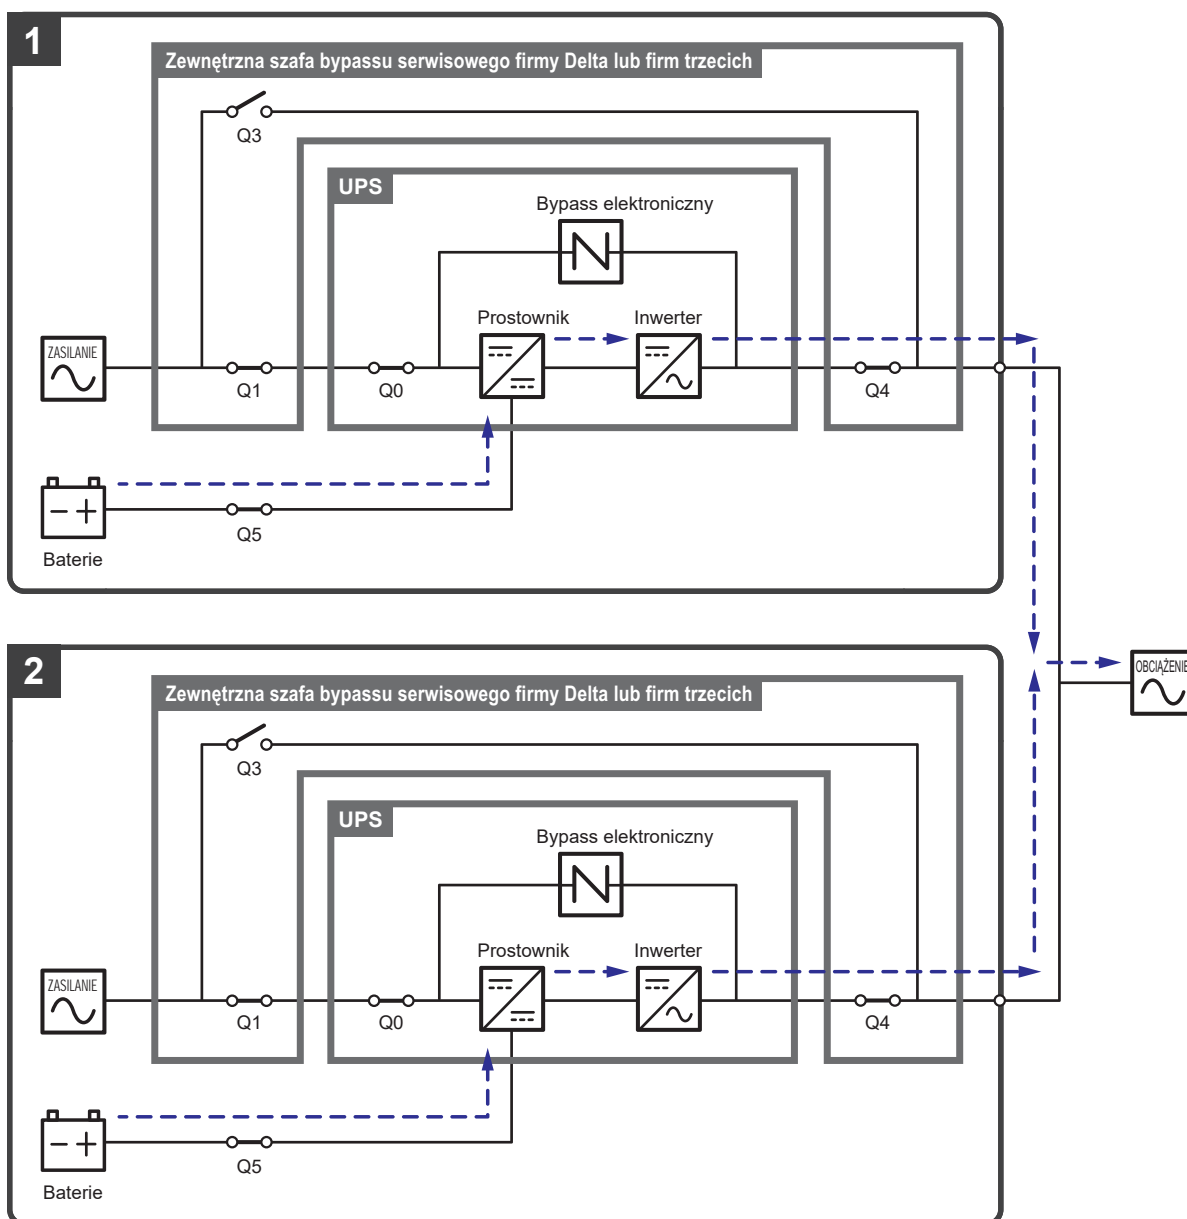 1
Zewnętrzna szafa bypassu serwisowego firmy Delta lub firm trzecich
Q3
UPS
Bypass elektroniczny
Prostownik
Inwerter
ZASILANIE
Q1
Q0
Q4
Q5
Baterie
OBCIĄŻENIE
2
Zewnętrzna szafa bypassu serwisowego firmy Delta lub firm trzecich
Q3
UPS
Bypass elektroniczny
Prostownik
Inwerter
ZASILANIE
Q1
Q0
Q4
Q5
Baterie